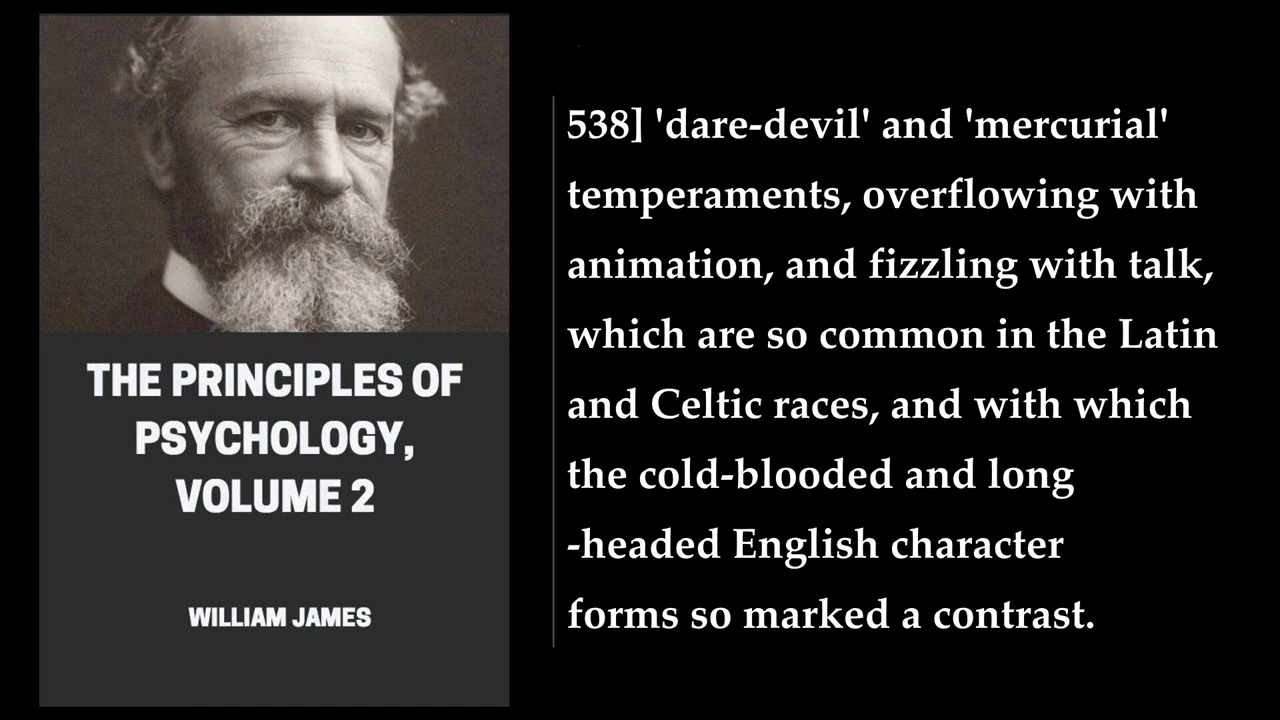 THE PRINCIPLES OF
PSYCHOLOGY,
VOLUME 2
WILLIAM JAMES
538] 'dare-devil' and 'mercurial'
temperaments, overflowing with
animation, and fizzling with talk,
which are so common in the Latin
and Celtic races, and with which
the cold-blooded and long
-headed English character
forms so marked a contrast.